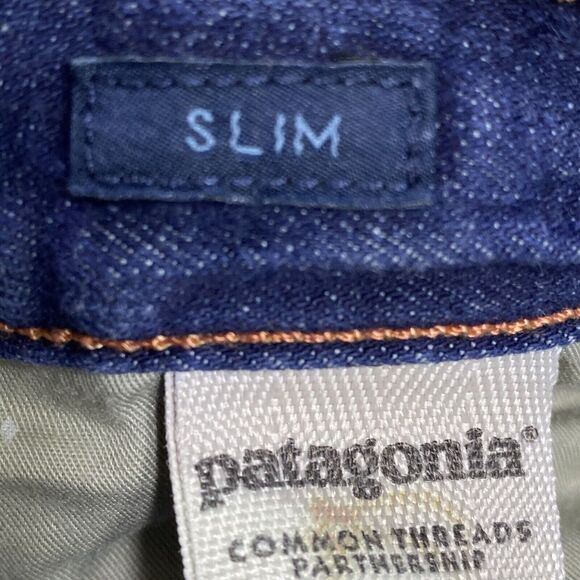 SLIM
patagonia®
COMMON THREADS
PARTNERSHIP